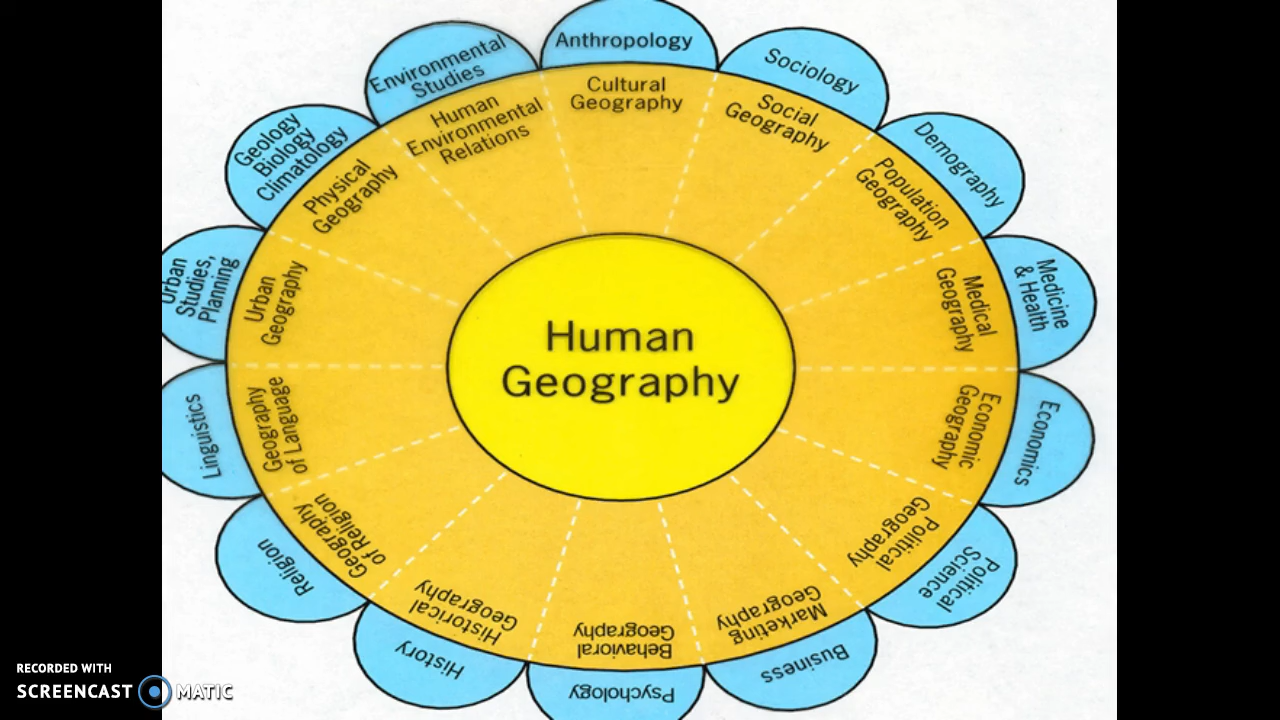 Anthropology
Sociology
Demography
Medicine
& Health
Economics
Political
Science
Business
Psychology
History
Religion
Linguistics
Urban
Studies,
Planning
Geology
Biology
Climatology
Environmental
Studies
Cultural
Geography
Social
Geography
Population
Geography
Medical
Geography
Economic
Geography
Political
Geography
Marketing
Geography
Behavioral
Geography
Historical
Geography
Geography
of Religion
Geography
of Language
Urban
Geography
Physical
Geography
Human
Environmental
Relations
Human
Geography
RECORDED WITH
SCREENCAST MATIC